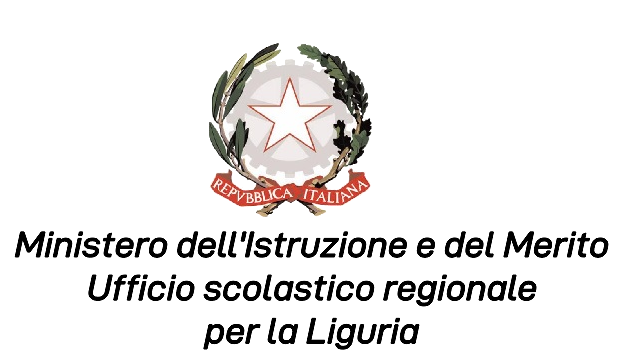 REPVBBLICA ITALIANA
Ministero dell'Istruzione e del Merito
Ufficio scolastico regionale
per la Liguria